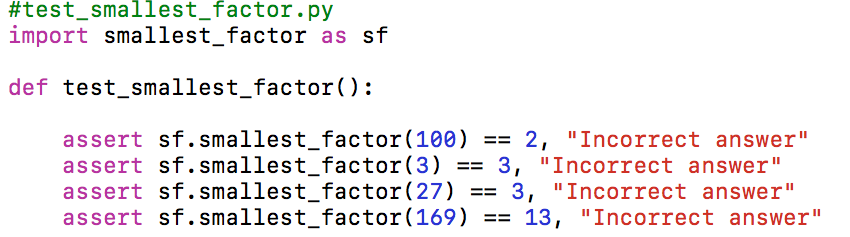 #test_smallest_factor.py
import smallest_factor as sf
def test_smallest_factor():
assert sf.smallest_factor(100) == 2, "Incorrect answer"
assert sf.smallest_factor(3) == 3, "Incorrect answer"
assert sf.smallest_factor(27) == 3, "Incorrect answer"
assert sf.smallest_factor(169) == 13, "Incorrect answer"